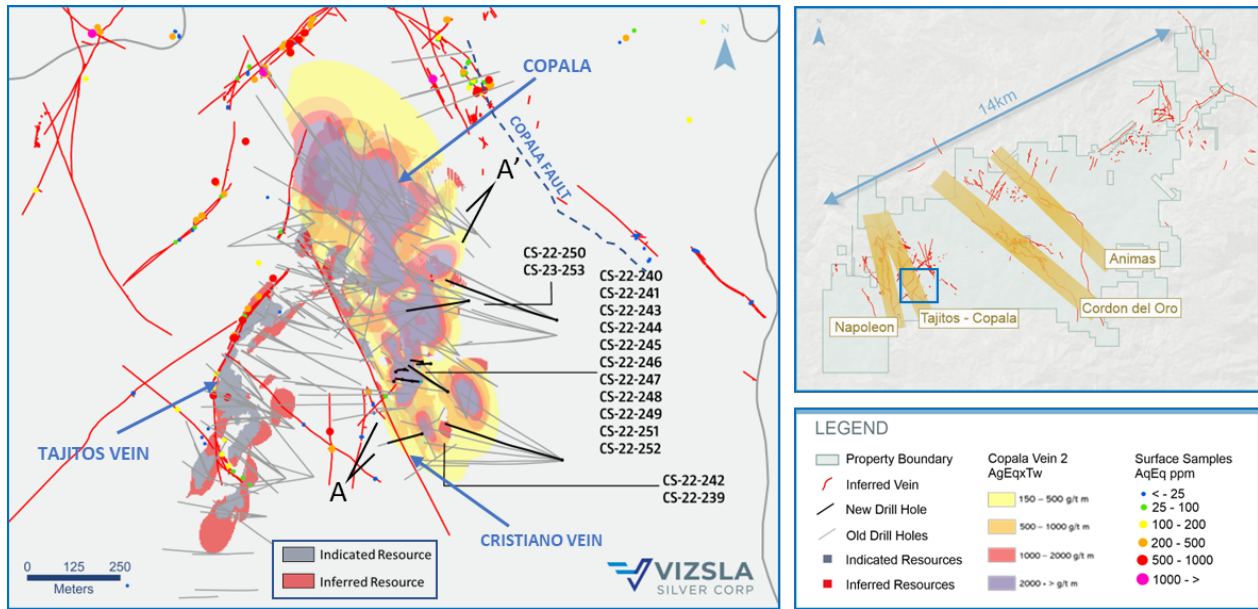 COPALA
N
COPALA FAULT
A'
CS-22-250
CS-23-253
CS-22-240
CS-22-241
CS-22-243
CS-22-244
CS-22-245
CS-22-246
CS-22-247
CS-22-248
CS-22-249
CS-22-251
CS-22-252
TAJITOS VEIN
A
CS-22-242
CS-22-239
CRISTIANO VEIN
0 125 250
Meters
Indicated Resource
Inferred Resource
VIZSLA
SILVER CORP
N
14km
Animas
Cordon del Oro
Napoleon
Tajitos - Copala
LEGEND
Property Boundary
Inferred Vein
New Drill Hole
Old Drill Holes
Indicated Resources
Inferred Resources
Copala Vein 2
AgEqxTw
150 – 500 g/t m
500 – 1000 g/t m
1000 – 2000 g/t m
2000 - > g/t m
Surface Samples
AqEq ppm
< - 25
25 - 100
100 - 200
200 - 500
500 - 1000
1000 - >